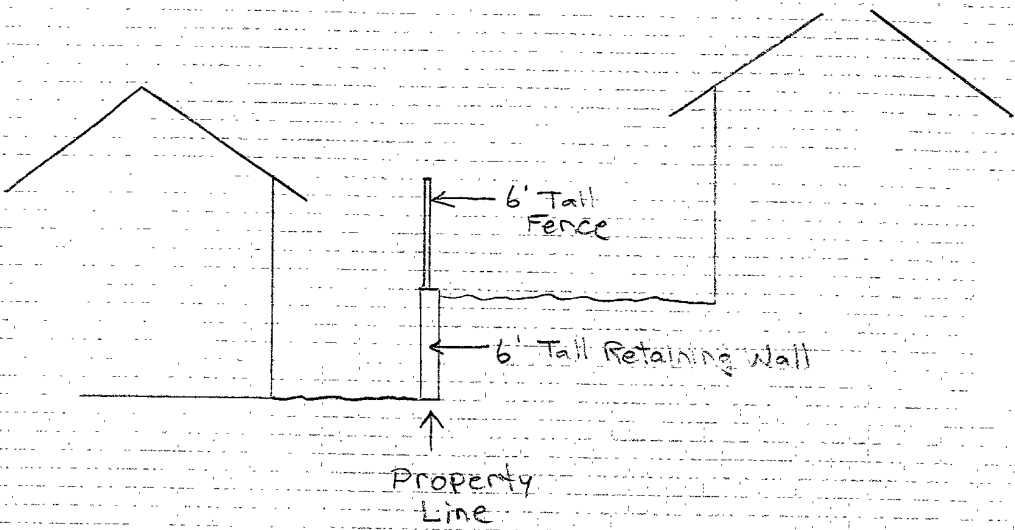 6' Tall
Fence
6' Tall Retaining Wall
Property
Line